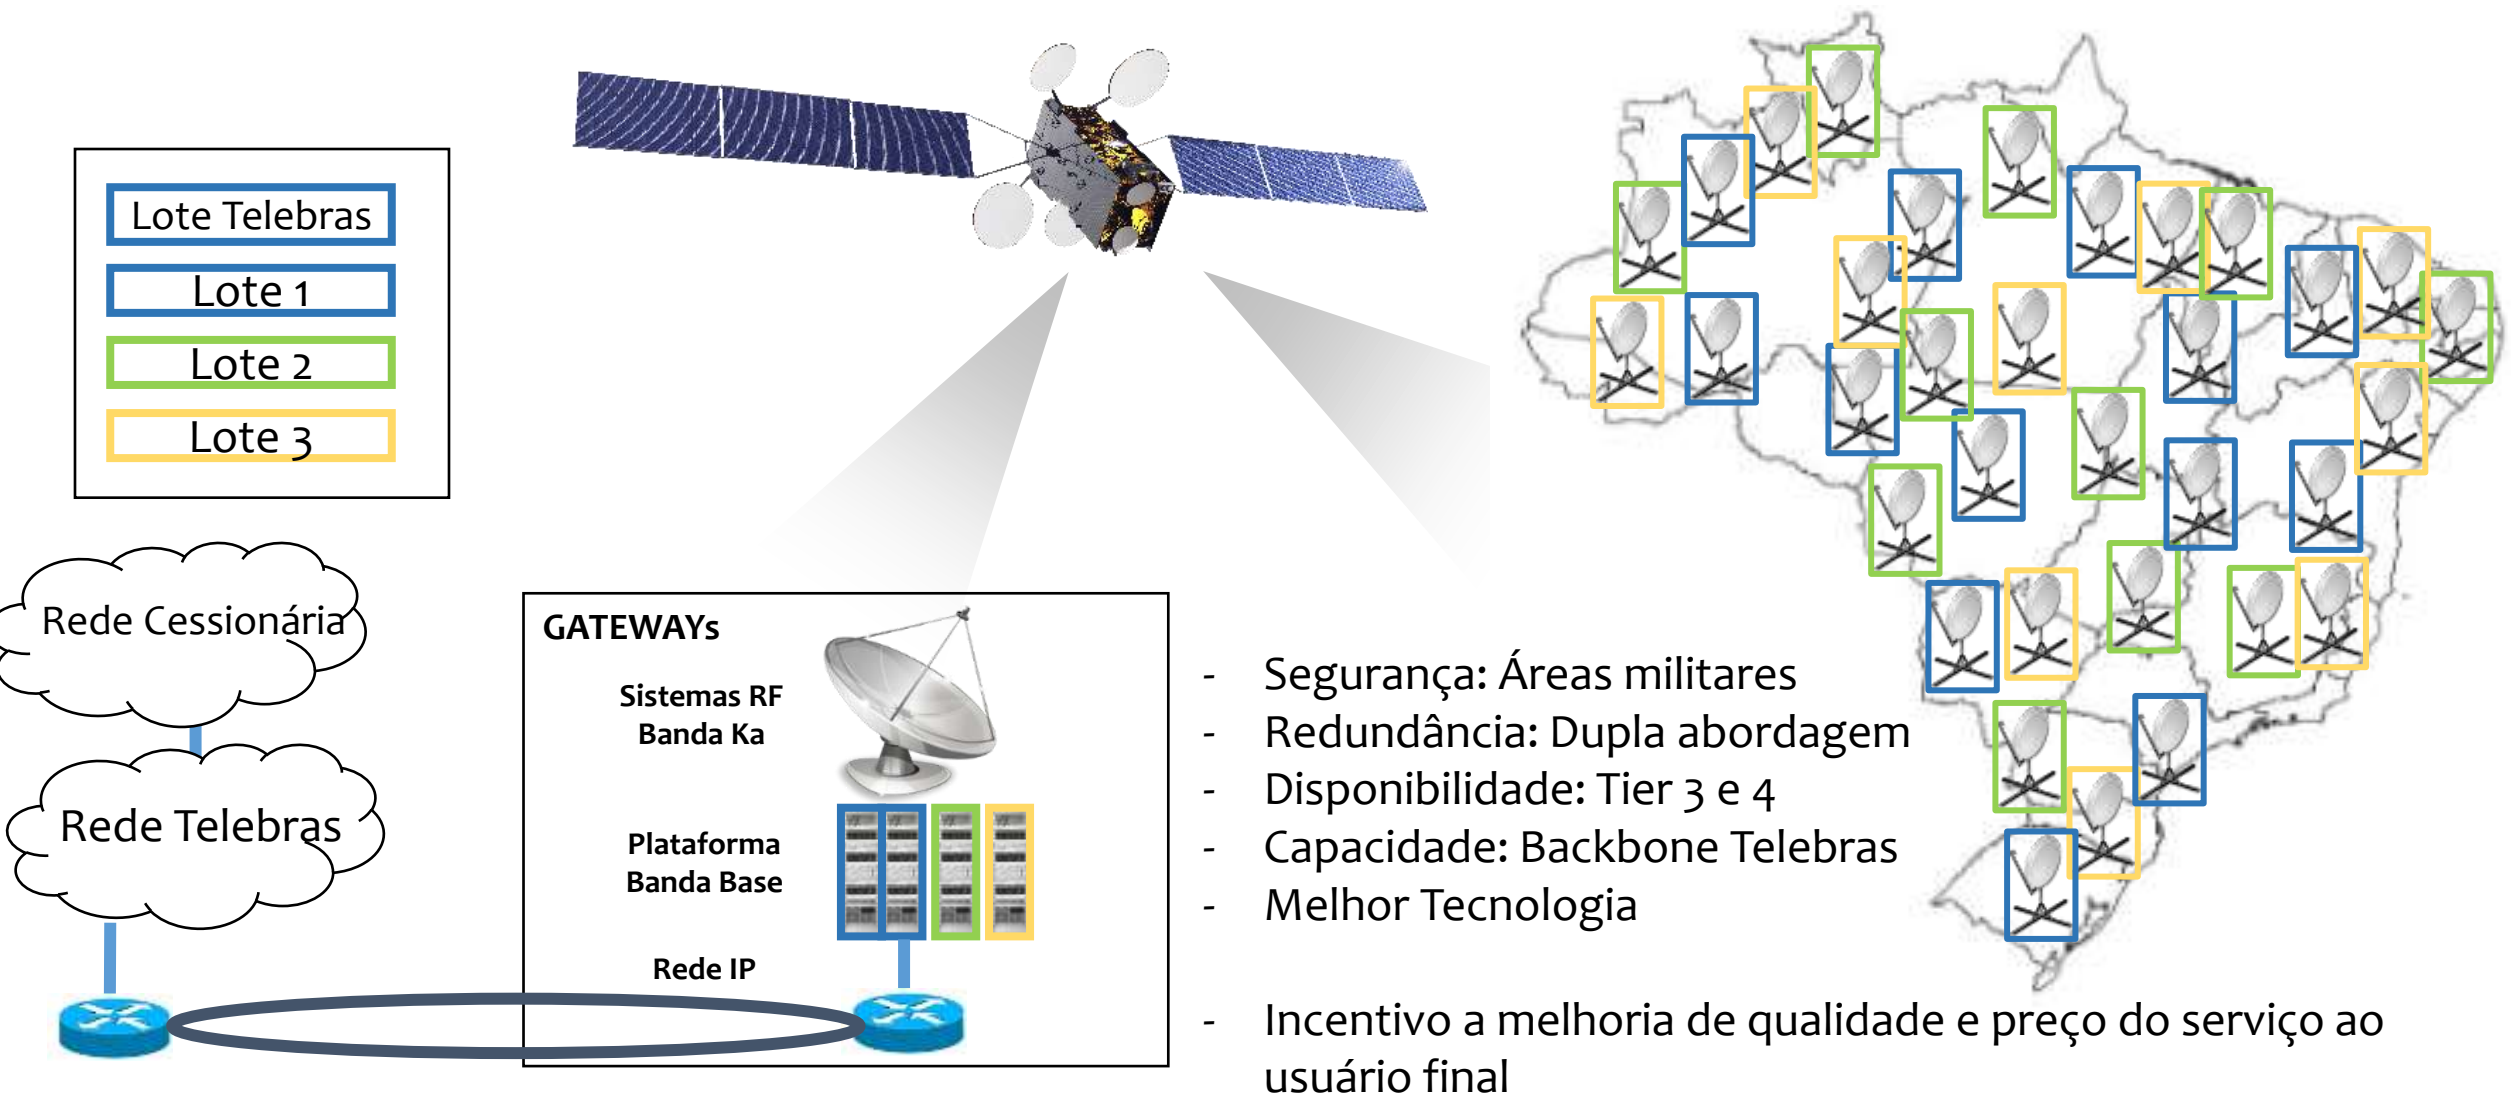 Lote Telebras
Lote 1
Lote 2
Lote 3
Rede Cessionária
Rede Telebras
GATEWAYs
Sistemas RF
Banda Ka
Plataforma
Banda Base
Rede IP
- Segurança: Áreas militares
- Redundância: Dupla abordagem
- Disponibilidade: Tier 3 e 4
- Capacidade: Backbone Telebras
- Melhor Tecnologia
- Incentivo a melhoria de qualidade e preço do serviço ao
usuário final